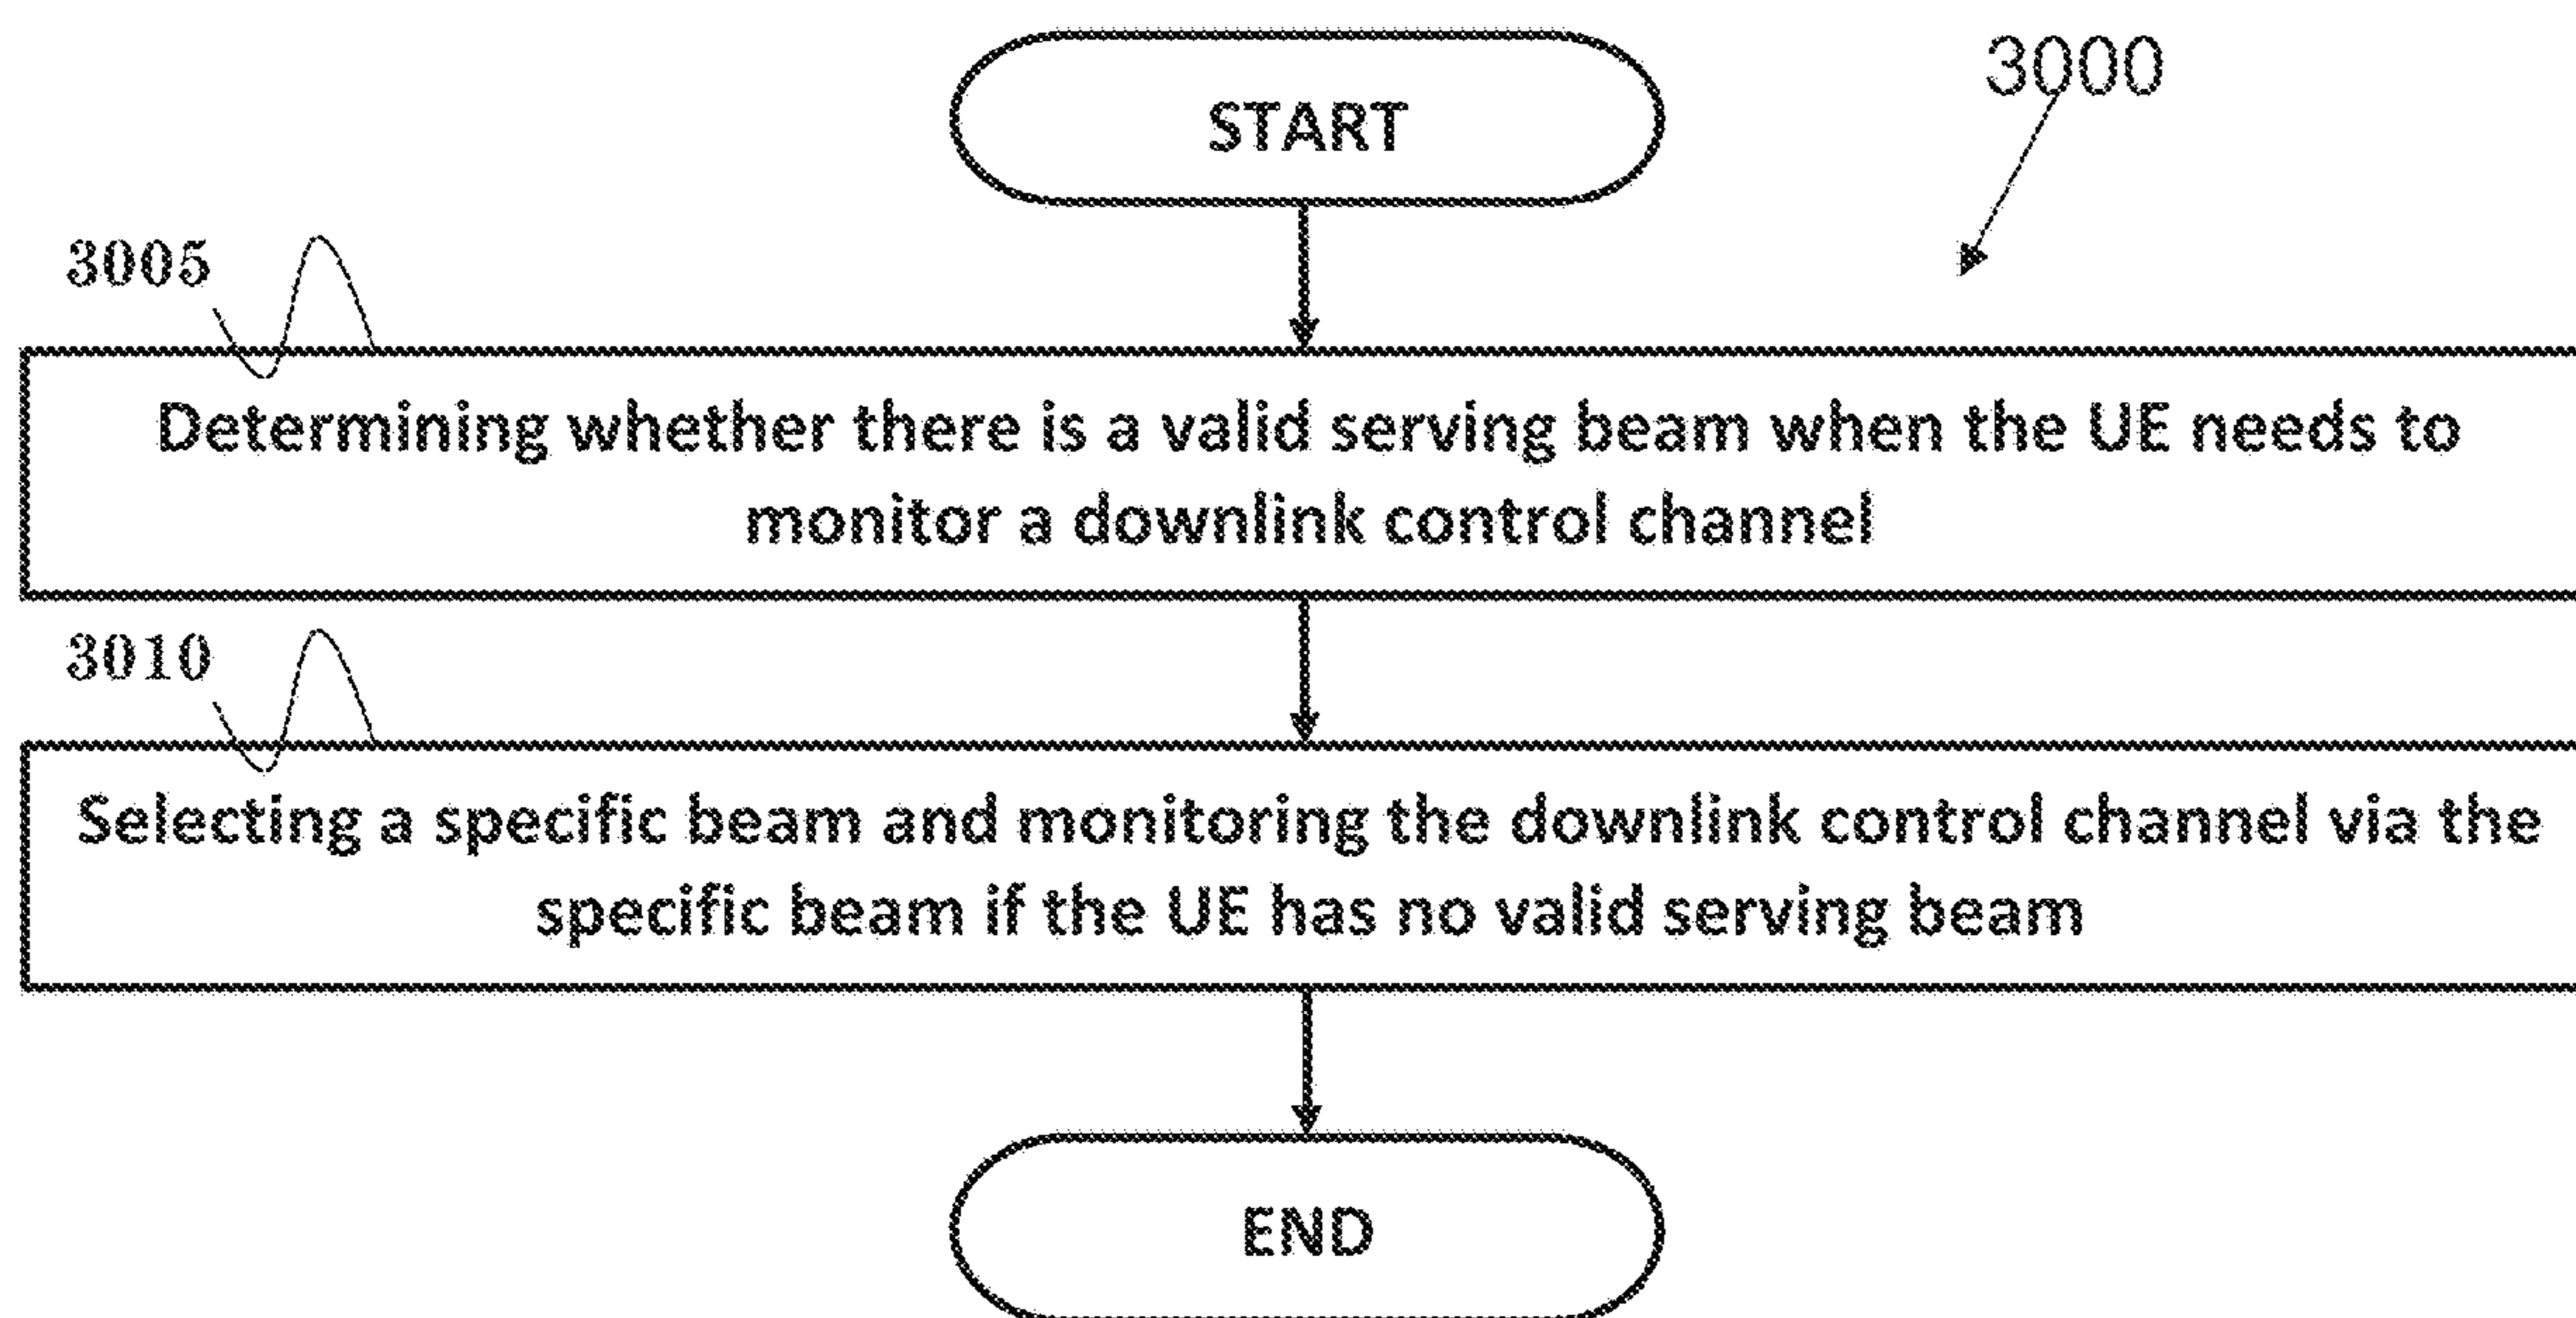 START
3000
3005
Determining whether there is a valid serving beam when the UE needs to
monitor a downlink control channel
3010
Selecting a specific beam and monitoring the downlink control channel via the
specific beam if the UE has no valid serving beam
END